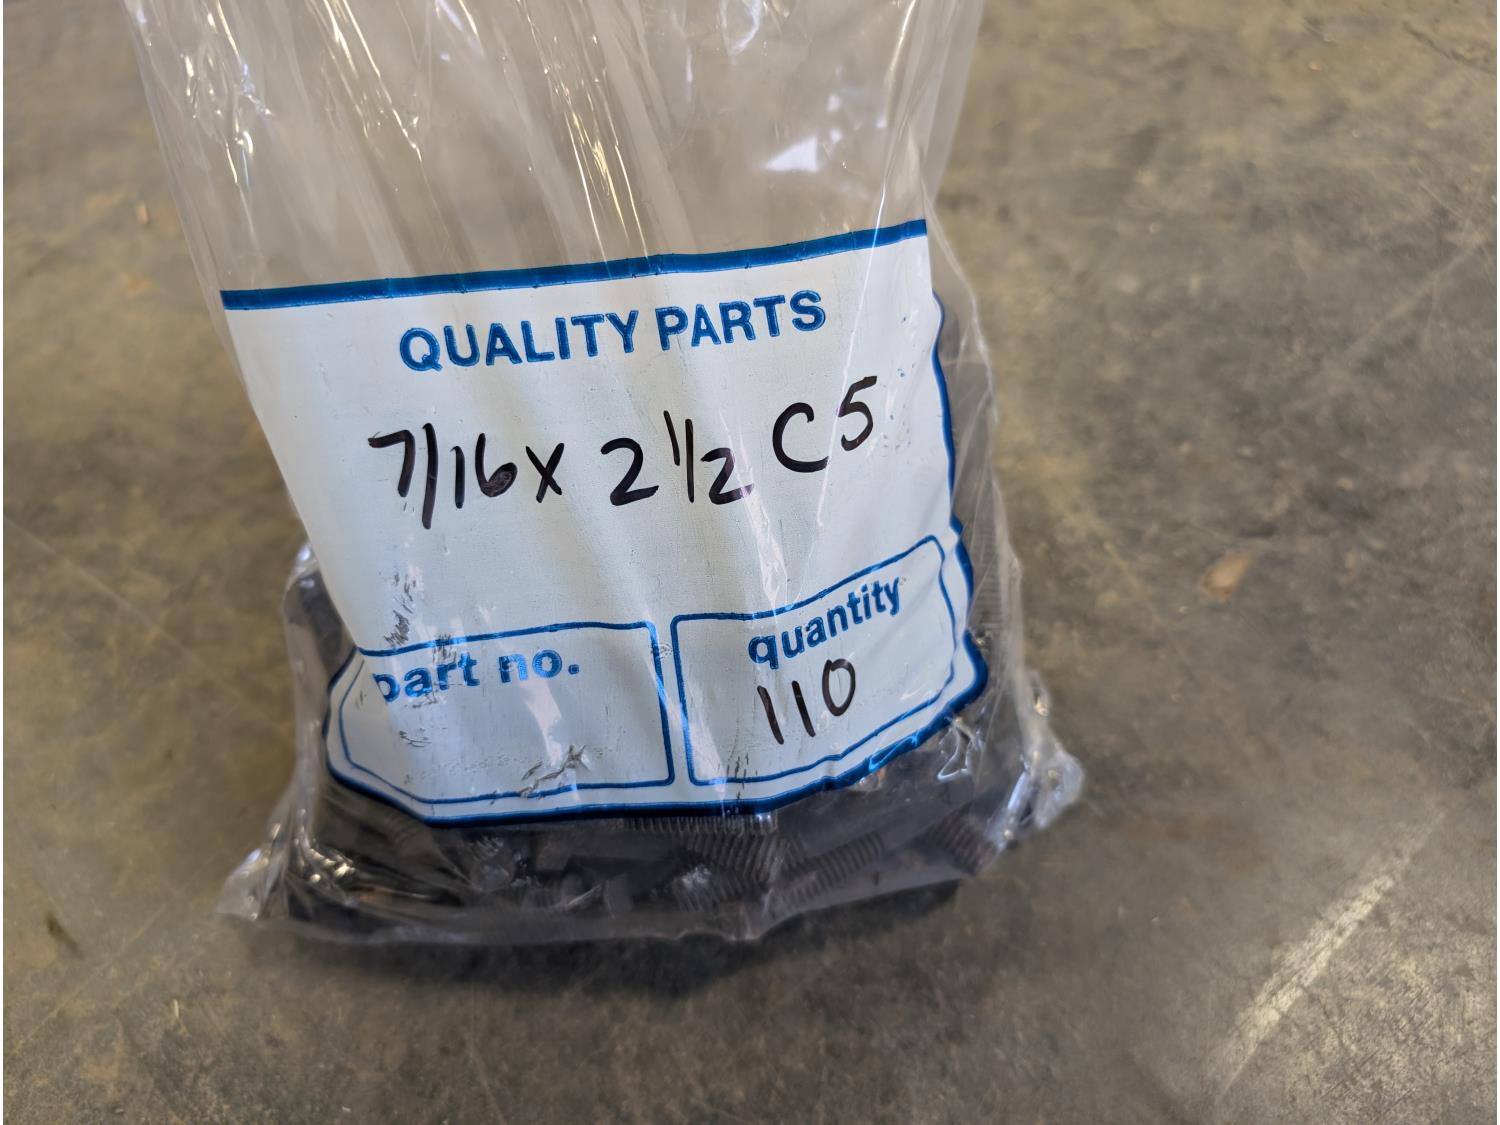 QUALITY PARTS
7/16 x 2 1/2 C5
part no.
quantity
110